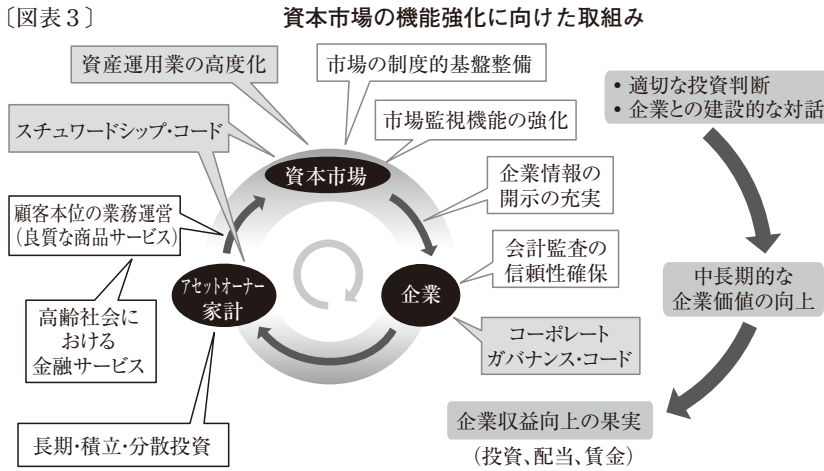 〔図表３〕
資本市場の機能強化に向けた取組み
資産運用業の高度化
市場の制度的基盤整備
• 適切な投資判断
• 企業との建設的な対話
スチュワードシップ・コード
市場監視機能の強化
資本市場
企業情報の
開示の充実
顧客本位の業務運営
(良質な商品サービス)
会計監査の
信頼性確保
アセットオーナー
家計
企業
中長期的な
企業価値の向上
高齢社会に
おける
金融サービス
コーポレート
ガバナンス・コード
企業収益向上の果実
(投資、配当、賃金)
長期・積立・分散投資